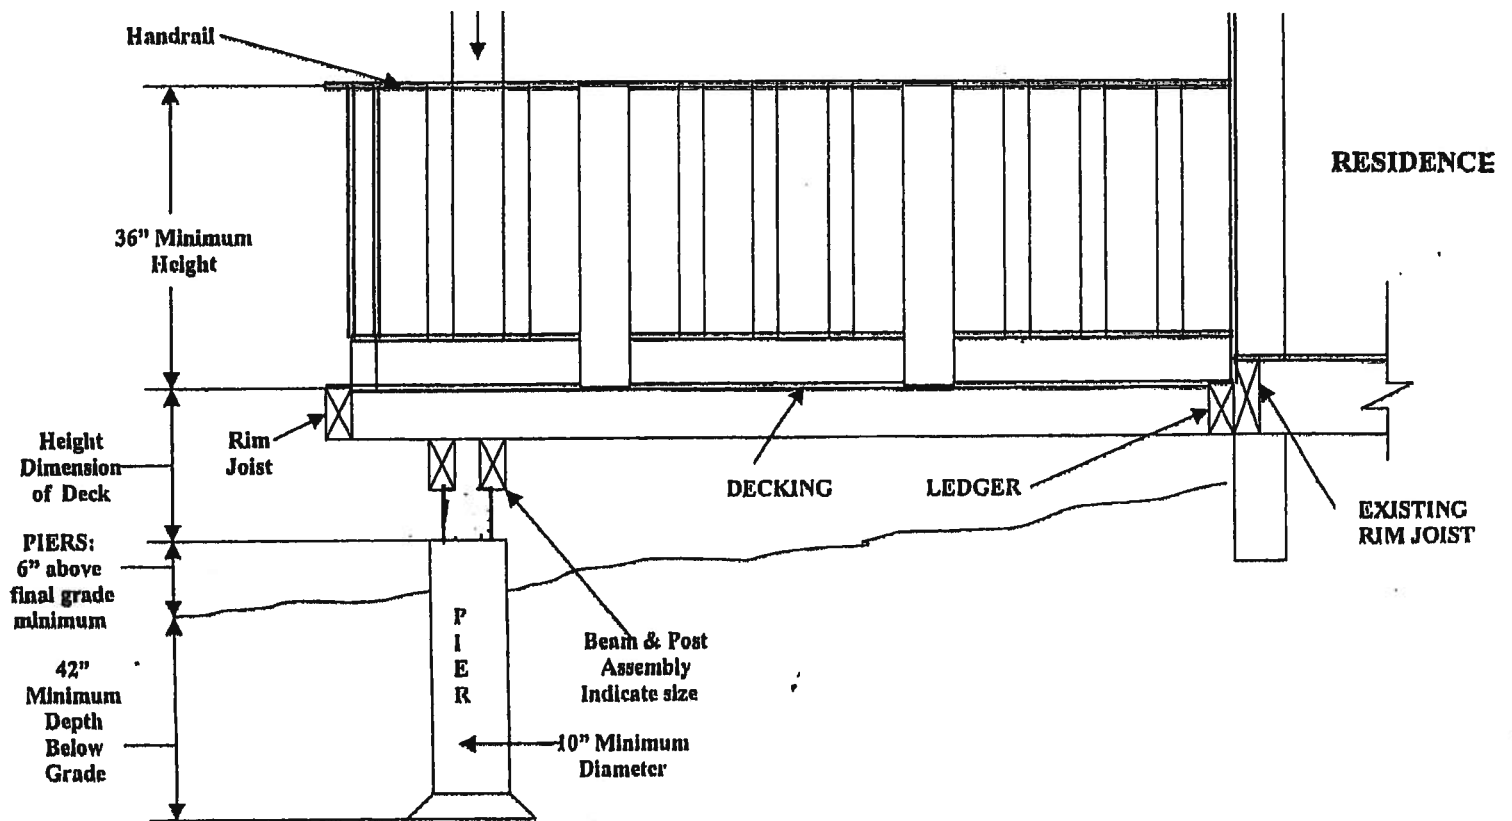 Handrail
RESIDENCE
36” Minimum
Height
Height
Dimension
of Deck
Rim
Joist
DECKING
LEDGER
EXISTING
RIM JOIST
PIERS:
6” above
final grade
minimum
P
I
E
R
Beam & Post
Assembly
Indicate size
42”
Minimum
Depth
Below
Grade
10” Minimum
Diameter